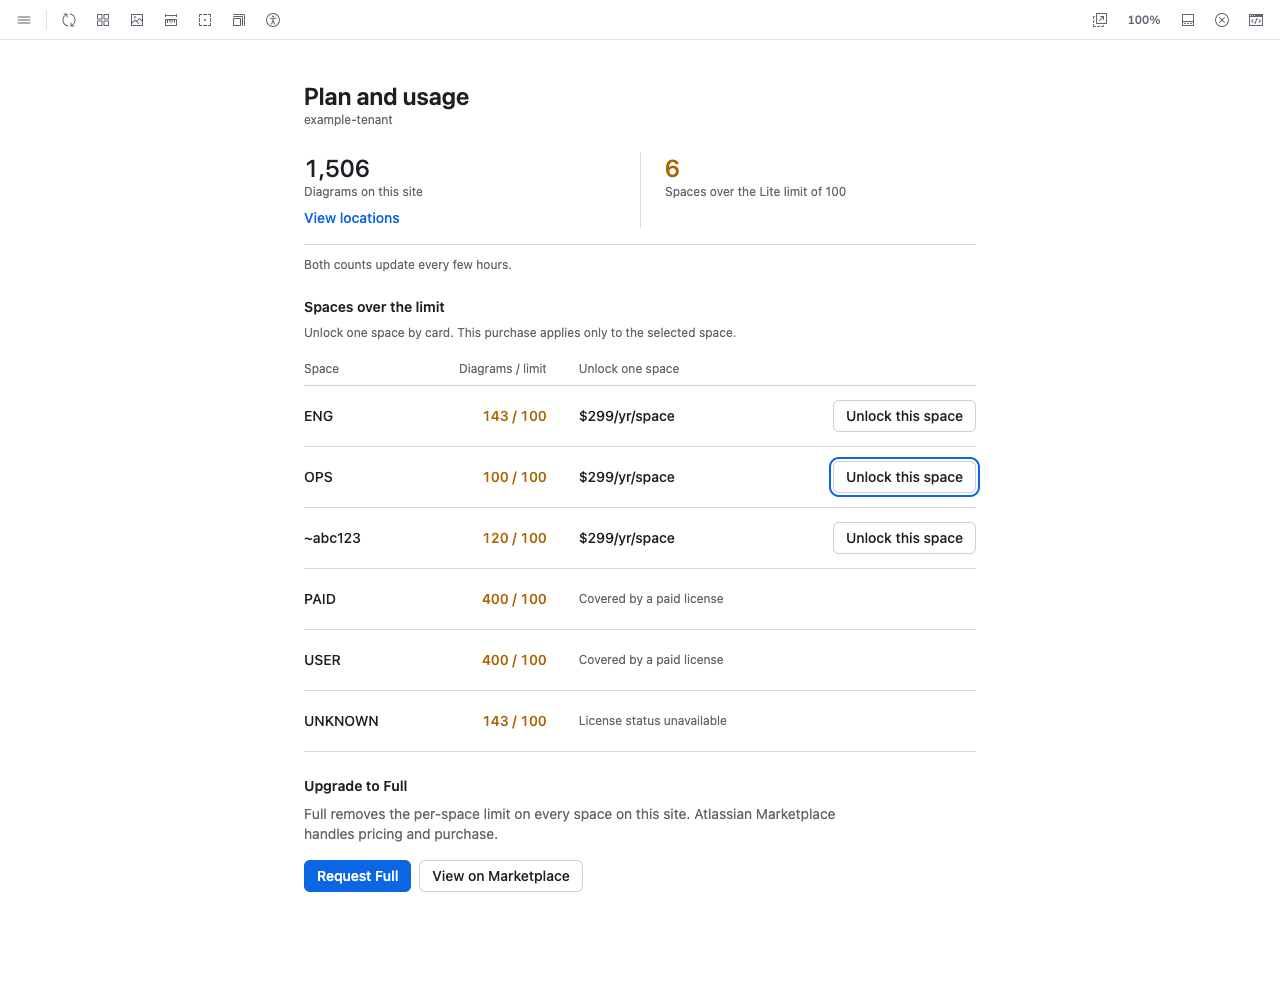 100%
Plan and usage
example-tenant
1,506
Diagrams on this site
View locations
6
Spaces over the Lite limit of 100
Both counts update every few hours.
Spaces over the limit
Unlock one space by card. This purchase applies only to the selected space.
Space Diagrams / limit Unlock one space
ENG 143 / 100 $299/yr/space Unlock this space
OPS 100 / 100 $299/yr/space Unlock this space
~abc123 120 / 100 $299/yr/space Unlock this space
PAID 400 / 100 Covered by a paid license
USER 400 / 100 Covered by a paid license
UNKNOWN 143 / 100 License status unavailable
Upgrade to Full
Full removes the per-space limit on every space on this site. Atlassian Marketplace
handles pricing and purchase.
Request Full View on Marketplace